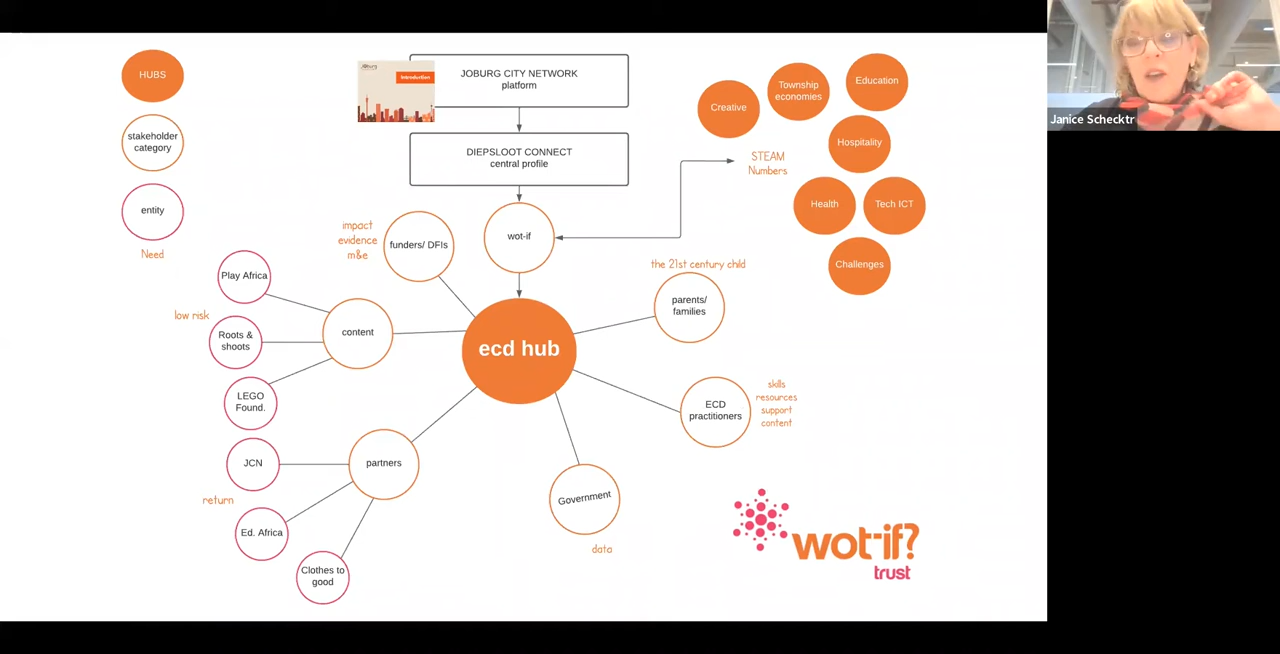 HUBS
stakeholder
category
entity
Need
Introduction
JOBURG CITY NETWORK
platform
DIEPSLOOT CONNECT
central profile
wot-if
STEAM
Numbers
Creative
Township
economies
Education
Hospitality
Health
Tech ICT
Challenges
Janice Schecktr
impact
evidence
m&e
funders/ DFIs
the 21st century child
parents/
families
ecd hub
Play Africa
low risk
Roots &
shoots
content
LEGO
Found.
ECD
practitioners
skills
resources
support
content
JCN
partners
return
Ed. Africa
Clothes to
good
Government
data
wot-if?
trust